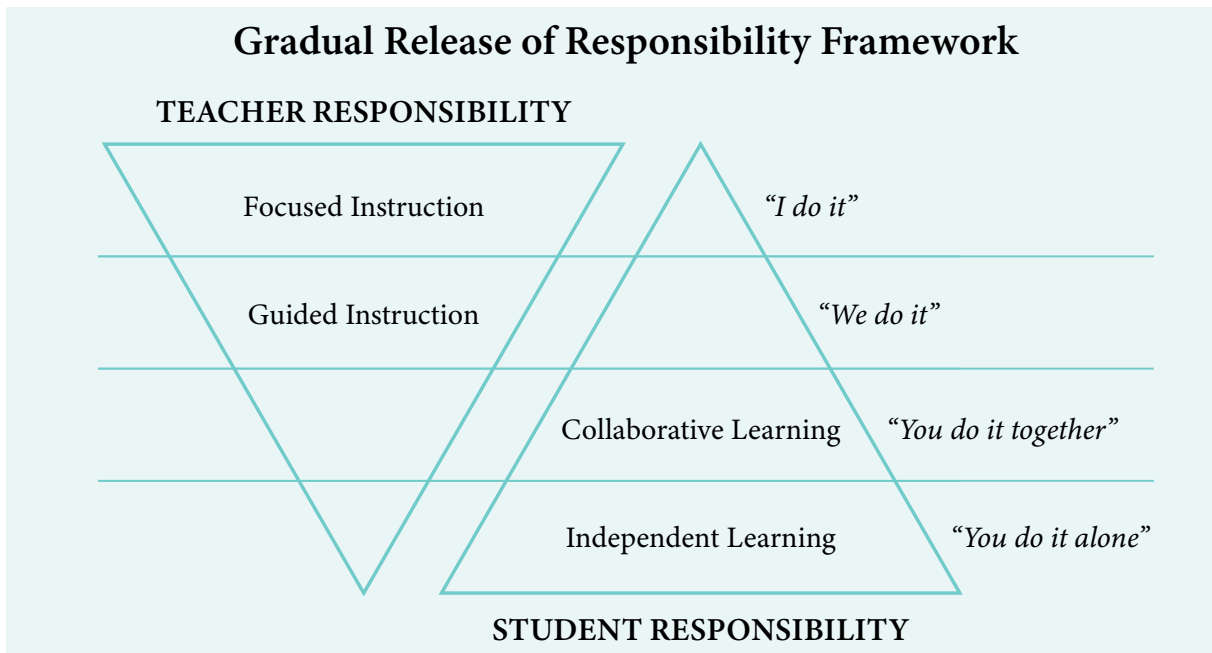 Gradual Release of Responsibility Framework
TEACHER RESPONSIBILITY
Focused Instruction
“I do it”
Guided Instruction
“We do it”
Collaborative Learning
“You do it together”
Independent Learning
“You do it alone”
STUDENT RESPONSIBILITY